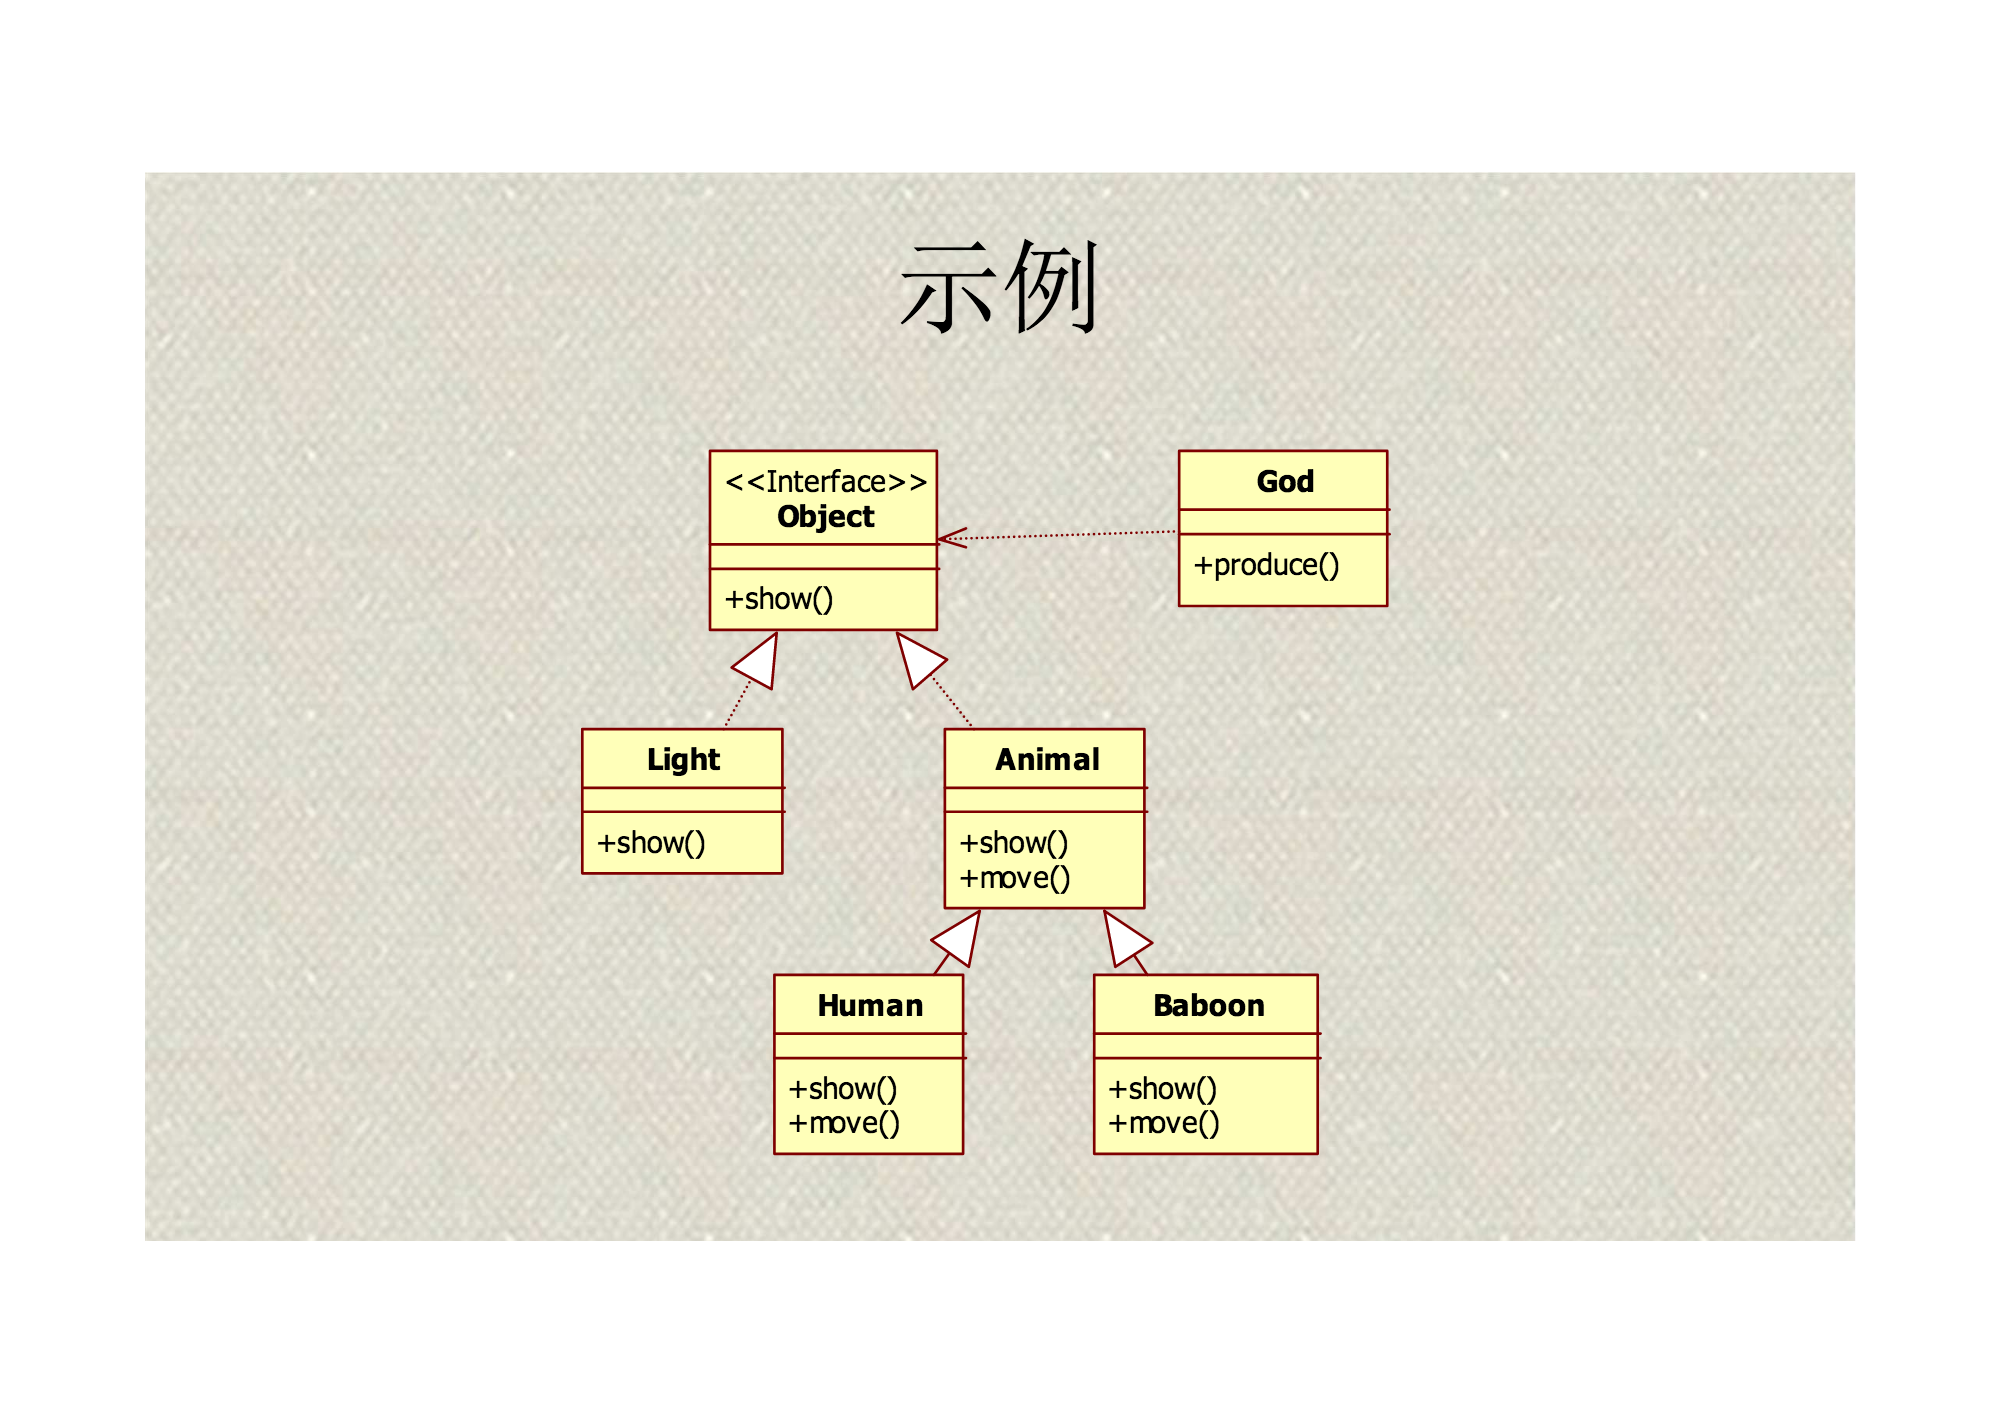 示例
<<Interface>>
Object
+show()
God
+produce()
Light
+show()
Animal
+show()
+move()
Human
+show()
+move()
Baboon
+show()
+move()